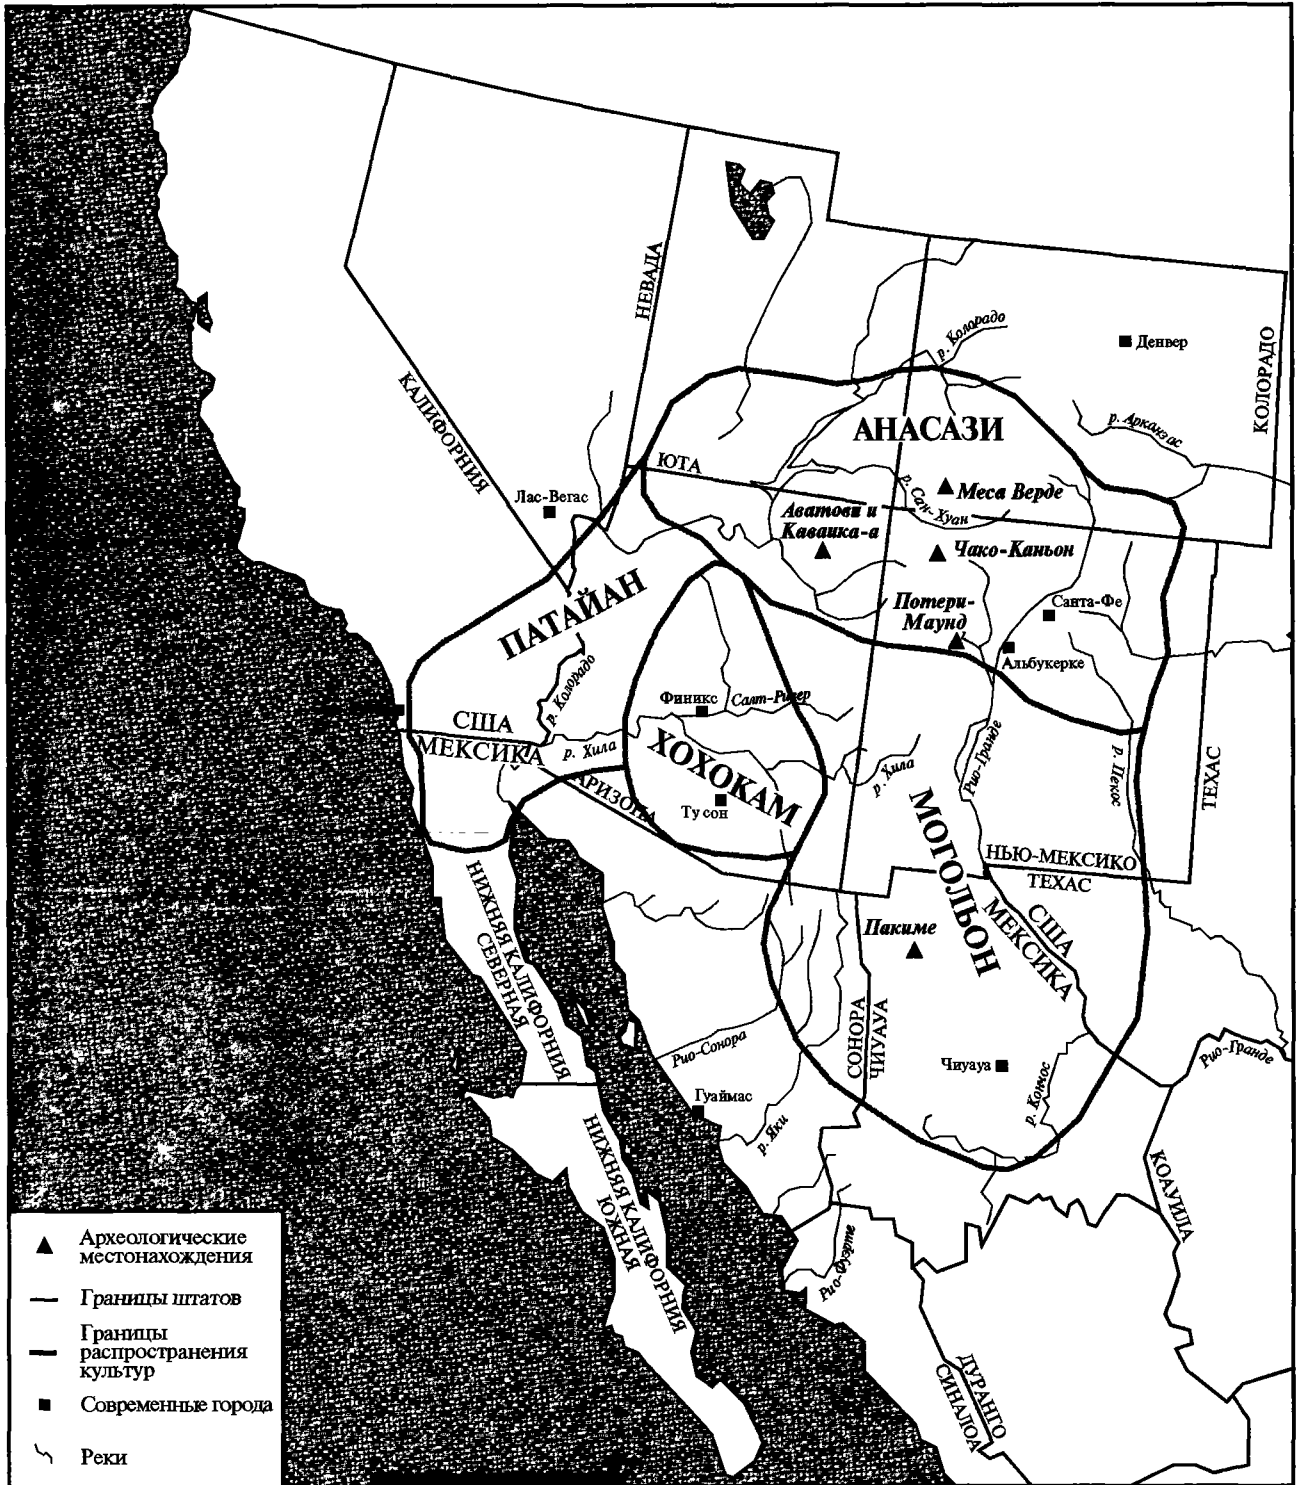 НЕВАДА
КАЛИФОРНИЯ
КОЛОРАДО
р. Колорадо
Денвер
р. Арканзас
АНАСАЗИ
ЮТА
Лас-Вегас
р. Сан-Хуан
Меса Верде
Аватови и
Каваика-а
Чако-Каньон
ПАТАЙАН
Потери-
Маунд
Санта-Фе
Альбукерке
р. Колорадо
Финикс
Салт-Ривер
США
МЕКСИКА
р. Хила
ХОХОКАМ
р. Хила
Рио-Гранде
р. Пекос
ТЕХАС
АРИЗОНА
Тусон
МОГОЛЬОН
НЬЮ-МЕКСИКО
ТЕХАС
США
МЕКСИКА
НИЖНЯЯ КАЛИФОРНИЯ
СЕВЕРНАЯ
Пакиме
СОНОРА
ЧИУАУА
Рио-Сонора
Чиуауа
р. Кончос
Рио-Гранде
Гуаймас
р. Яки
НИЖНЯЯ КАЛИФОРНИЯ
ЮЖНАЯ
КОАУИЛА
Рио-Фуэрте
ДУРАНГО
СИНАЛОА
Археологические
местонахождения
Границы штатов
Границы
распространения
культур
Современные города
Реки